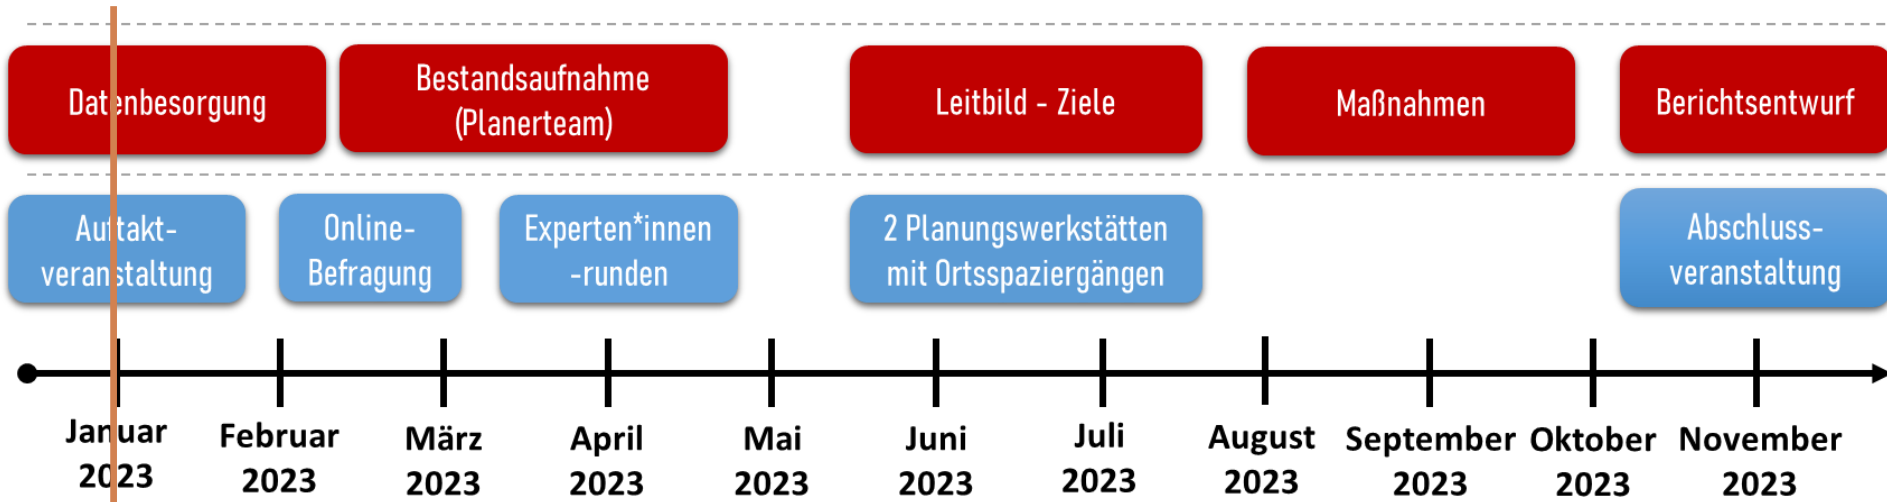 Datenbesorgung
Bestandsaufnahme
(Planerteam)
Leitbild - Ziele
Maßnahmen
Berichtsentwurf
Auftakt-
veranstaltung
Online-
Befragung
Experten*innen
-runden
2 Planungswerkstätten
mit Ortsspaziergängen
Abschluss-
veranstaltung
Januar
2023
Februar
2023
März
2023
April
2023
Mai
2023
Juni
2023
Juli
2023
August
2023
September
2023
Oktober
2023
November
2023